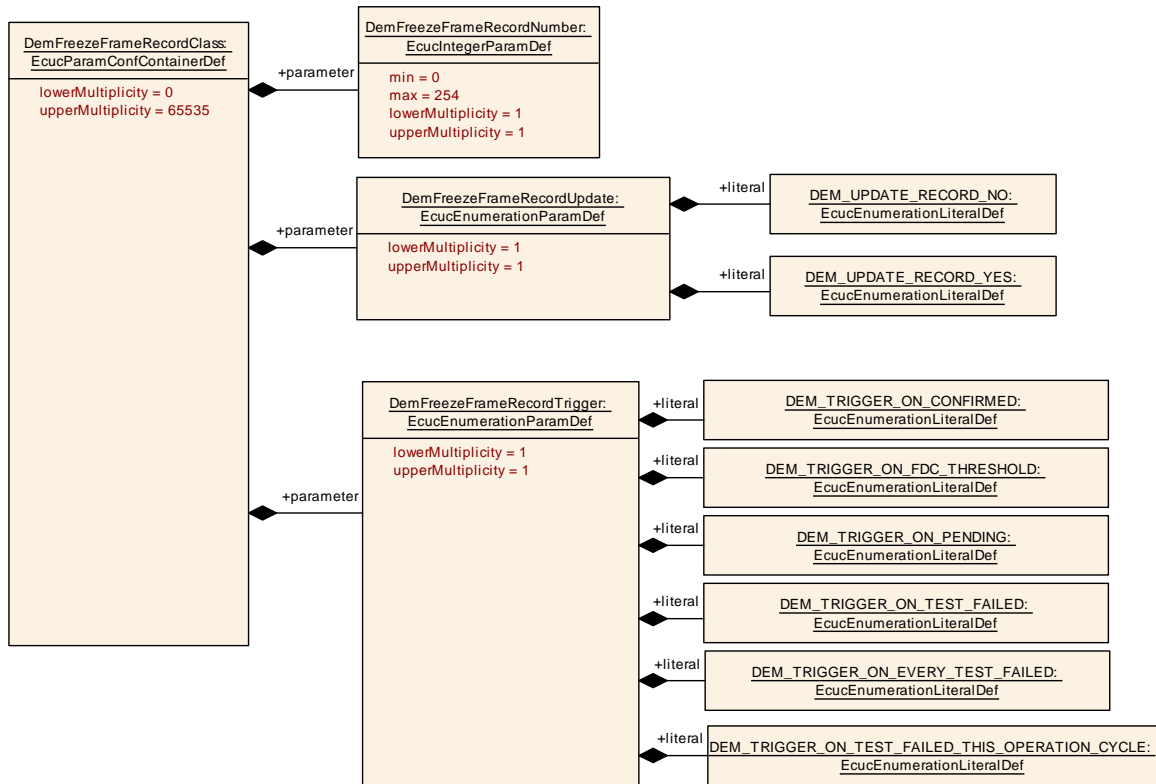 DemFreezeFrameRecordClass:
EcucParamConfContainerDef
lowerMultiplicity = 0
upperMultiplicity = 65535
+parameter
DemFreezeFrameRecordNumber:
EcucIntegerParamDef
min = 0
max = 254
lowerMultiplicity = 1
upperMultiplicity = 1
+parameter
DemFreezeFrameRecordUpdate:
EcucEnumerationParamDef
lowerMultiplicity = 1
upperMultiplicity = 1
+literal
DEM_UPDATE_RECORD_NO:
EcucEnumerationLiteralDef
+literal
DEM_UPDATE_RECORD_YES:
EcucEnumerationLiteralDef
+parameter
DemFreezeFrameRecordTrigger:
EcucEnumerationParamDef
lowerMultiplicity = 1
upperMultiplicity = 1
+literal
DEM_TRIGGER_ON_CONFIRMED:
EcucEnumerationLiteralDef
+literal
DEM_TRIGGER_ON_FDC_THRESHOLD:
EcucEnumerationLiteralDef
+literal
DEM_TRIGGER_ON_PENDING:
EcucEnumerationLiteralDef
+literal
DEM_TRIGGER_ON_TEST_FAILED:
EcucEnumerationLiteralDef
+literal
DEM_TRIGGER_ON_EVERY_TEST_FAILED:
EcucEnumerationLiteralDef
+literal
DEM_TRIGGER_ON_TEST_FAILED_THIS_OPERATION_CYCLE:
EcucEnumerationLiteralDef